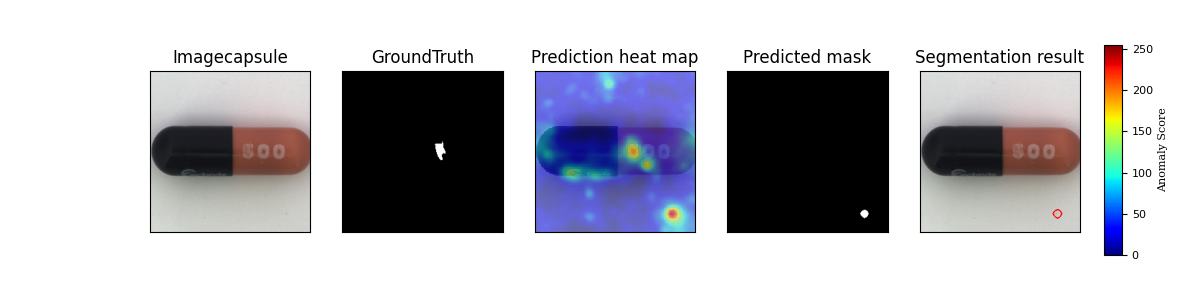 Imagecapsule
GroundTruth
Prediction heat map
Predicted mask
Segmentation result
500
500
250
200
150
100
50
0
Anomaly Score